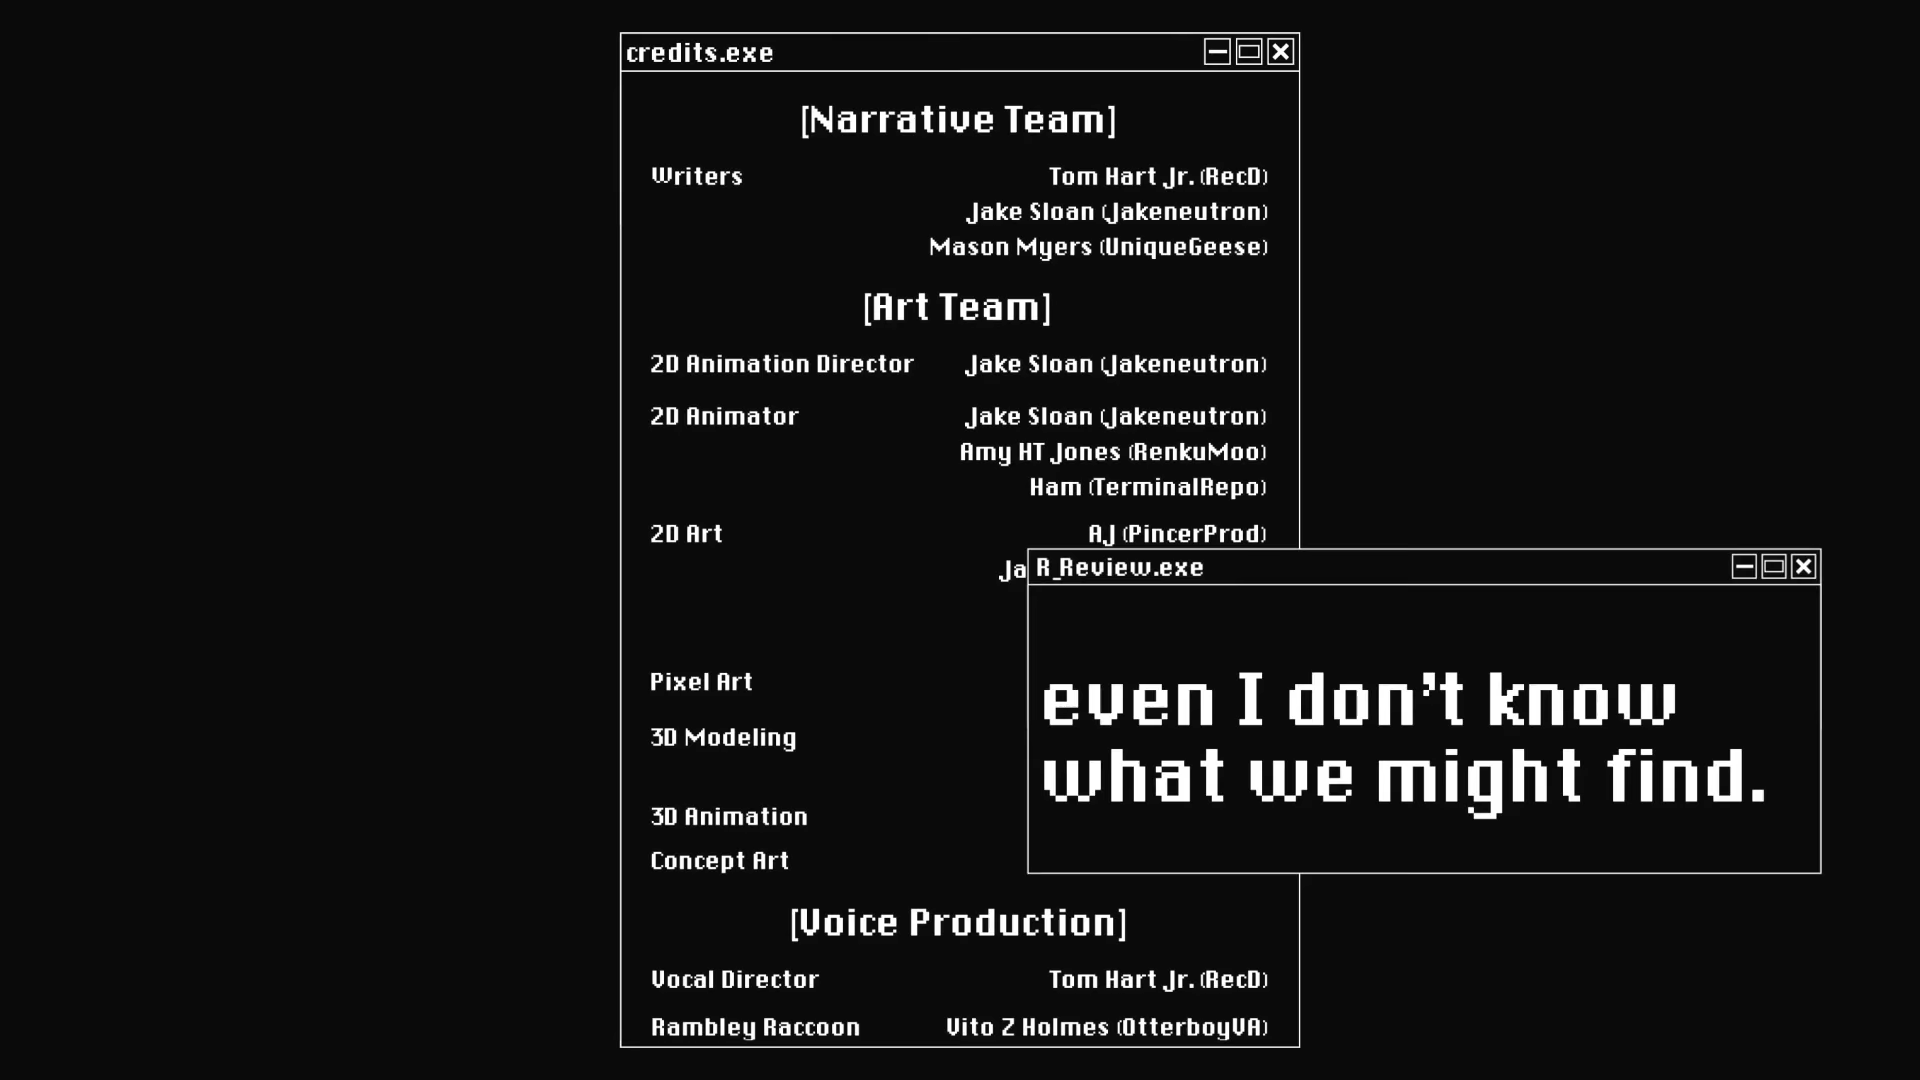 credits.exe
[Narrative Team]
Writers Tom Hart Jr. (RecD)
Jake Sloan (Jakeneutron)
Mason Myers (UniqueGeese)
[Art Team]
2D Animation Director Jake Sloan (Jakeneutron)
2D Animator Jake Sloan (Jakeneutron)
Amy HT Jones (RenkuMoo)
Ham (TerminalRepo)
2D Art AJ (PincerProd)
Ja
R_Review.exe
even I don't know
what we might find.
Pixel Art
3D Modeling
3D Animation
Concept Art
[Voice Production]
Vocal Director Tom Hart Jr. (RecD)
Rambley Raccoon Vito Z Holmes (OtterboyVA)